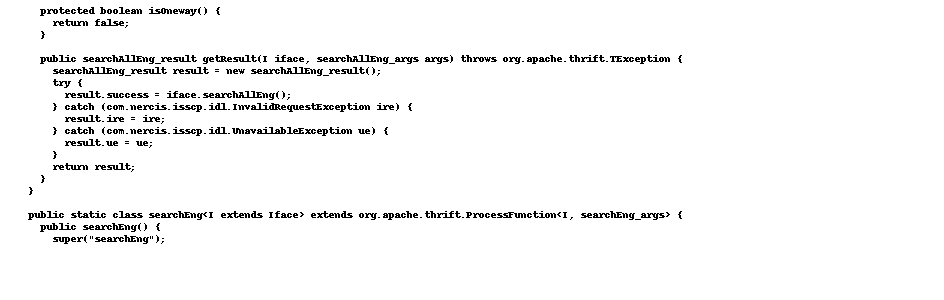 protected boolean isOneway() {
return false;
}
public searchAllEng_result getResult(I iface, searchAllEng_args args) throws org.apache.thrift.TException {
searchAllEng_result result = new searchAllEng_result();
try {
result.success = iface.searchAllEng();
} catch (com.nercis.isscp.idl.InvalidRequestException ire) {
result.ire = ire;
} catch (com.nercis.isscp.idl.UnavailableException ue) {
result.ue = ue;
}
return result;
}
}
public static class searchEng<I extends Iface> extends org.apache.thrift.ProcessFunction<I, searchEng_args> {
public searchEng() {
super("searchEng");